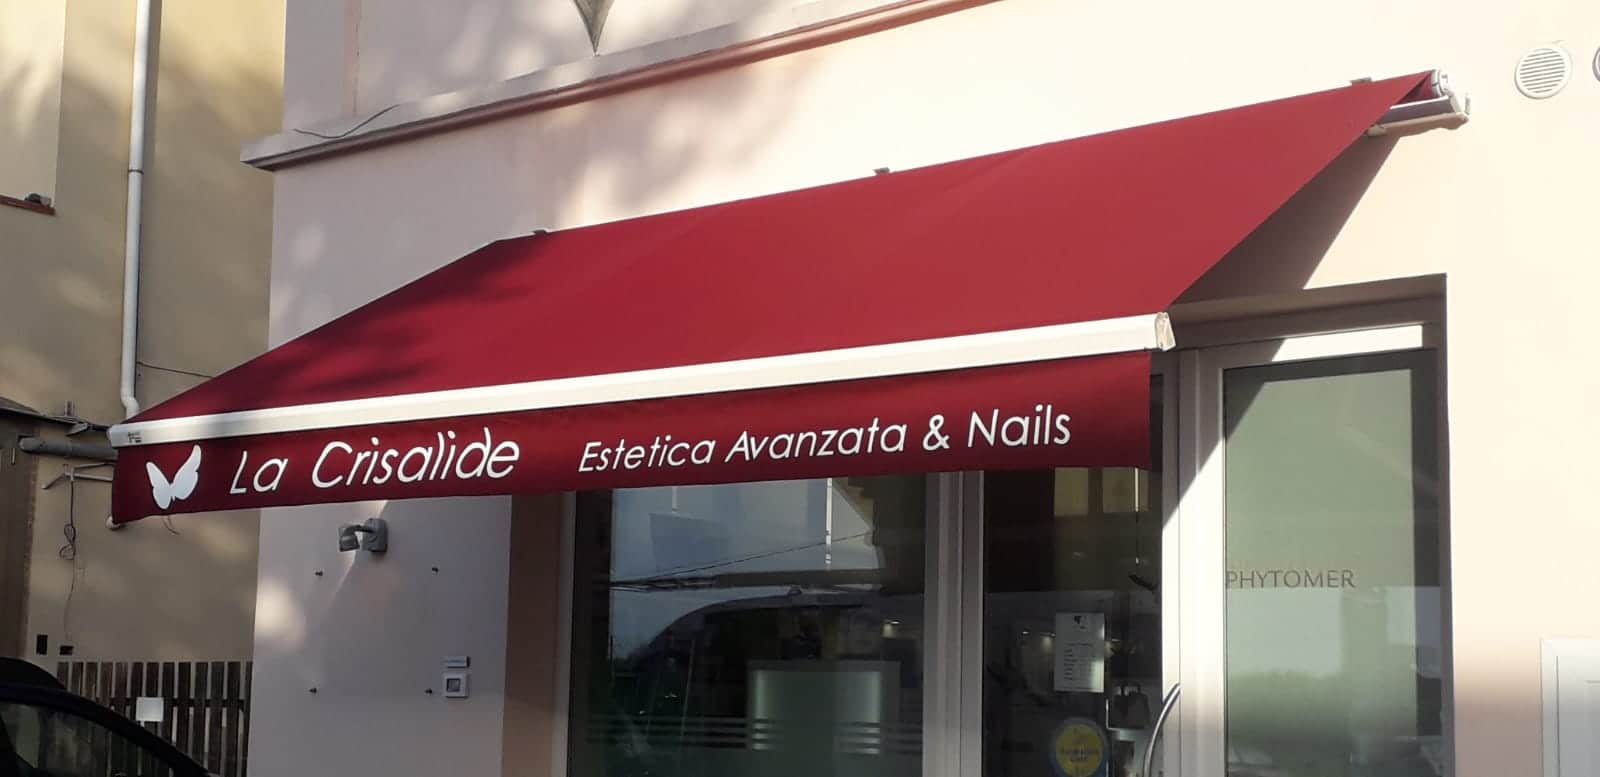 La Crisalide Estetica Avanzata & Nails
PHYTOMER